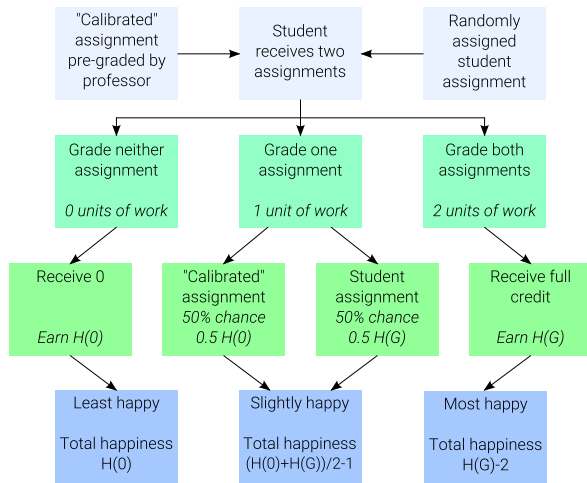 "Calibrated"
assignment
pre-graded by
professor
Student
receives two
assignments
Randomly
assigned
student
assignment
Grade neither
assignment
0 units of work
Grade one
assignment
1 unit of work
Grade both
assignments
2 units of work
Receive 0
Earn H(0)
"Calibrated"
assignment
50% chance
0.5 H(0)
Student
assignment
50% chance
0.5 H(G)
Receive full
credit
Earn H(G)
Least happy
Total happiness
H(0)
Slightly happy
Total happiness
(H(0)+H(G))/2-1
Most happy
Total happiness
H(G)-2